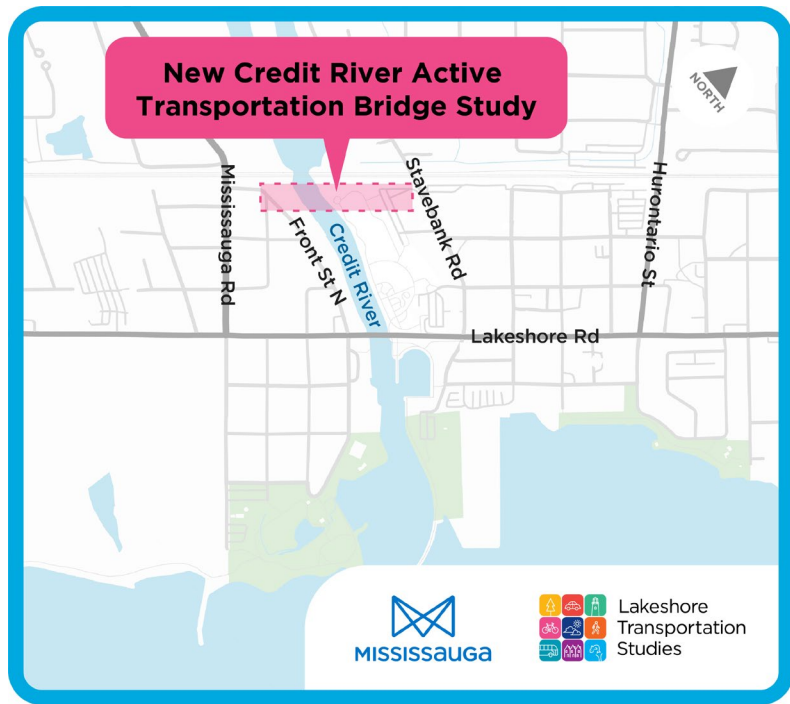 New Credit River Active
Transportation Bridge Study
NORTH
Mississauga Rd
Front St N
Credit River
Stavebank Rd
Hurontario St
Lakeshore Rd
MISSISSAUGA
Lakeshore
Transportation
Studies